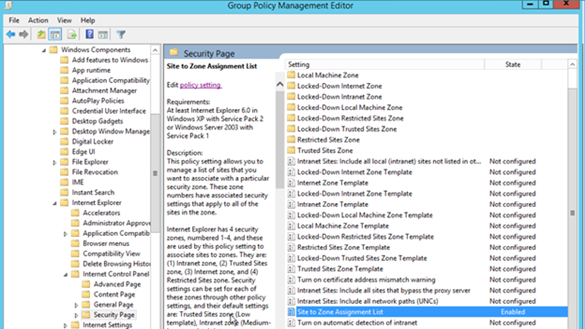 Group Policy Management Editor
File Action View Help
Windows Components
Add features to Windows
App runtime
Application Compatibility
Attachment Manager
AutoPlay Policies
Credential User Interface
Desktop Gadgets
Desktop Window Manage
Digital Locker
Edge UI
File Explorer
File Revocation
IME
Instant Search
Internet Explorer
Accelerators
Administrator Approve
Application Compatib
Browser menus
Compatibility View
Delete Browsing Histo
Internet Control Panel
Advanced Page
Content Page
General Page
Security Page
Internet Settings
Security Page
Site to Zone Assignment List
Edit policy setting.
Requirements:
At least Internet Explorer 6.0 in
Windows XP with Service Pack 2
or Windows Server 2003 with
Service Pack 1
Description:
This policy setting allows you to
manage a list of sites that you
want to associate with a
particular security zone. These
zone numbers have associated
security settings that apply to all of
the sites in the zone.
Internet Explorer has 4 security
zones, numbered 1-4, and these
are used by this policy setting to
associate sites to zones. They are:
(1) Intranet zone, (2) Trusted Sites
zone, (3) Internet zone, and (4)
Restricted Sites zone. Security
settings can be set for each of
these zones through other policy
settings, and their default settings
are: Trusted Sites zone (Low
template), Intranet zone (Medium-
Setting State
Local Machine Zone
Locked-Down Internet Zone
Locked-Down Intranet Zone
Locked-Down Local Machine Zone
Locked-Down Restricted Sites Zone
Locked-Down Trusted Sites Zone
Restricted Sites Zone
Trusted Sites Zone
Intranet Sites: Include all local (intranet) sites not listed in ot... Not configured
Locked-Down Internet Zone Template Not configured
Internet Zone Template Not configured
Locked-Down Intranet Zone Template Not configured
Intranet Zone Template Not configured
Locked-Down Local Machine Zone Template Not configured
Local Machine Zone Template Not configured
Locked-Down Restricted Sites Zone Template Not configured
Restricted Sites Zone Template Not configured
Locked-Down Trusted Sites Zone Template Not configured
Trusted Sites Zone Template Not configured
Turn on certificate address mismatch warning Not configured
Intranet Sites: Include all sites that bypass the proxy server Not configured
Intranet Sites: Include all network paths (UNCs) Not configured
Site to Zone Assignment List Enabled
Turn on automatic detection of intranet Not configured